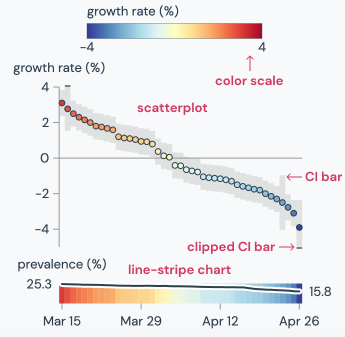 growth rate (%)
−4 4
color scale
growth rate (%)
4
scatterplot
2
0
CI bar
−2
−4
clipped CI bar
prevalence (%)
line-stripe chart
25.3
15.8
Mar 15 Mar 29 Apr 12 Apr 26